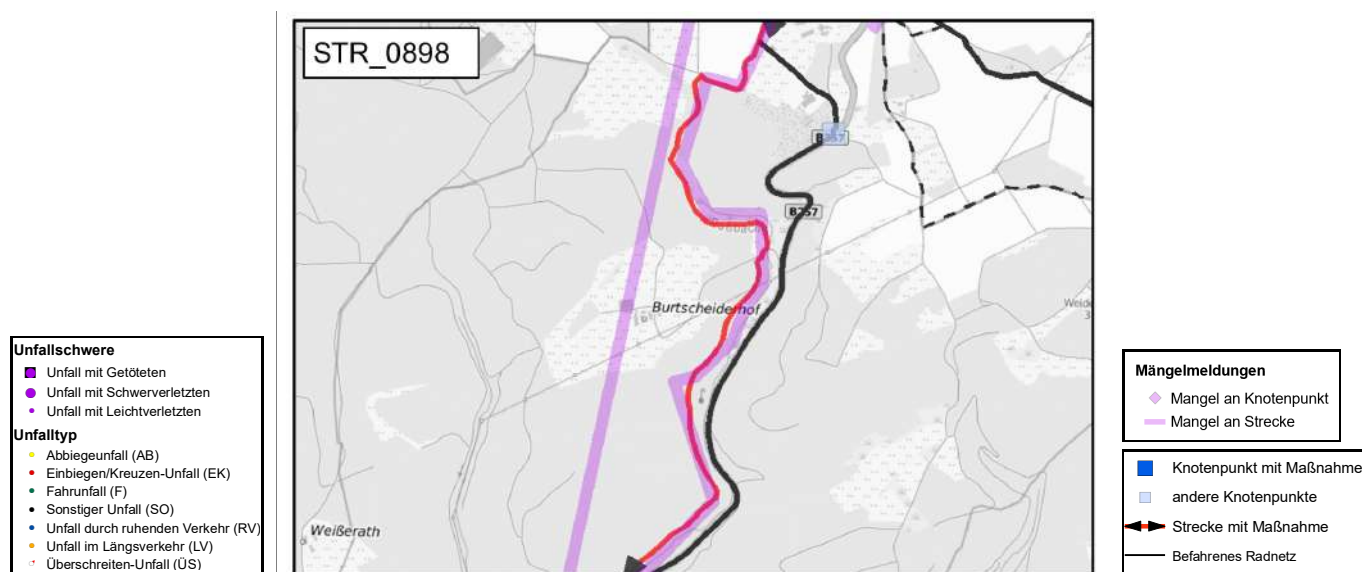 STR_0898
B257
B257
Burtscheiderhof
Weißerath
Unfallschwere
Unfall mit Getöteten
Unfall mit Schwerverletzten
Unfall mit Leichtverletzten
Unfalltyp
Abbiegeunfall (AB)
Einbiegen/Kreuzen-Unfall (EK)
Fahrunfall (F)
Sonstiger Unfall (SO)
Unfall durch ruhenden Verkehr (RV)
Unfall im Längsverkehr (LV)
Überschreiten-Unfall (ÜS)
Mängelmeldungen
Mangel an Knotenpunkt
Mangel an Strecke
Knotenpunkt mit Maßnahme
andere Knotenpunkte
Strecke mit Maßnahme
Befahrenes Radnetz